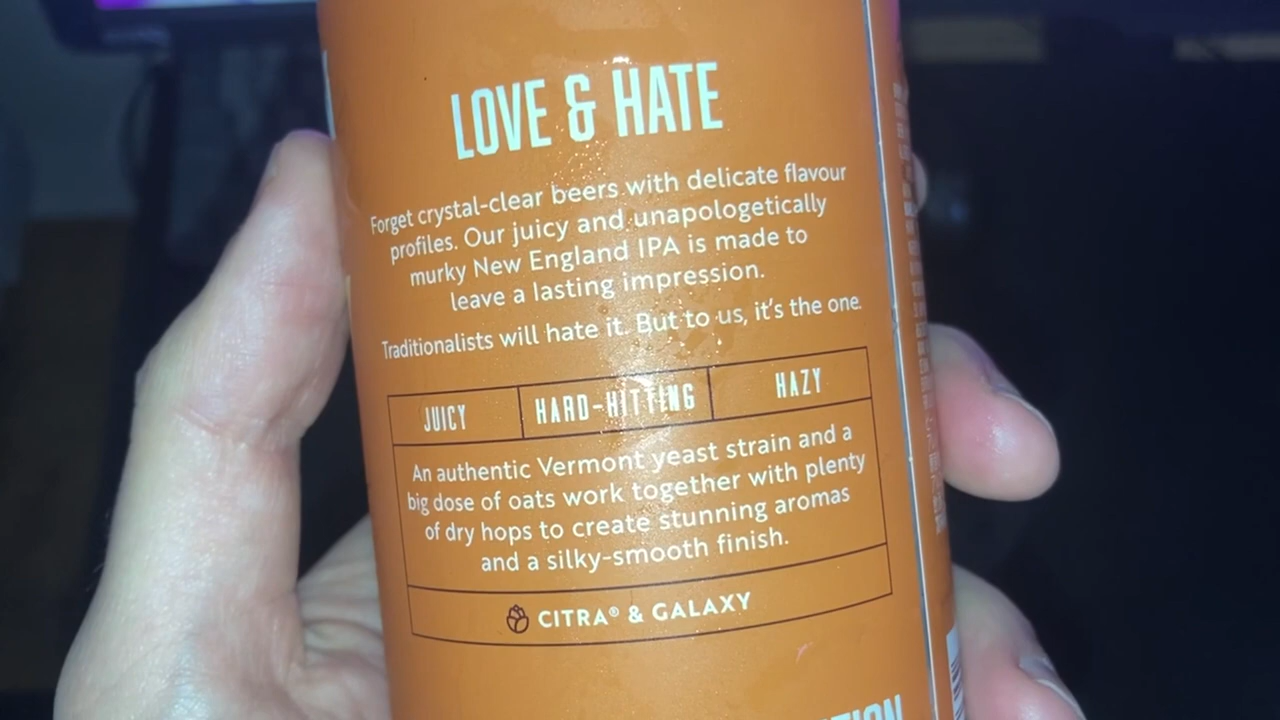 LOVE & HATE
Forget crystal-clear beers with delicate flavour
profiles. Our juicy and unapologetically
murky New England IPA is made to
leave a lasting impression.
Traditionalists will hate it. But to us, it's the one.
JUICY HARD-HITTING HAZY
An authentic Vermont yeast strain and a
big dose of oats work together with plenty
of dry hops to create stunning aromas
and a silky-smooth finish.
CITRA® & GALAXY